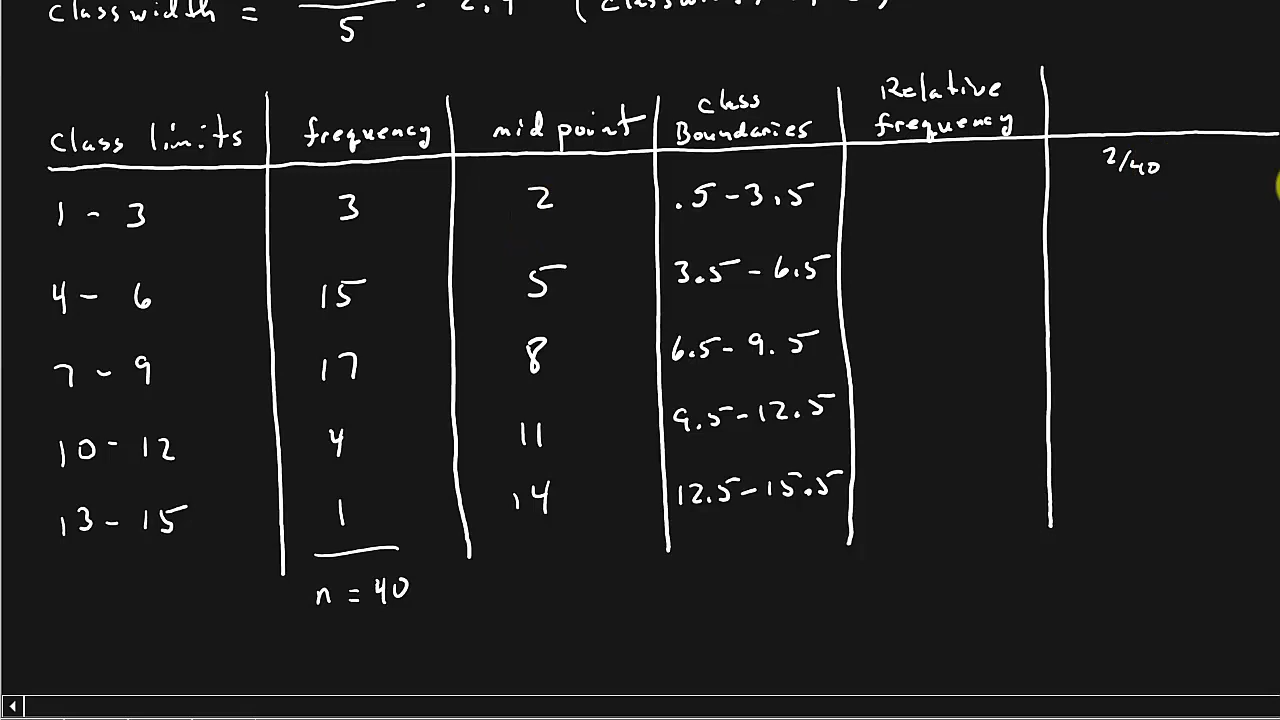 class width =
5
class limits frequency midpoint class Boundaries Relative frequency
2/40
1 - 3 3 2 .5 - 3.5
4 - 6 15 5 3.5 - 6.5
7 - 9 17 8 6.5 - 9.5
10 - 12 4 11 9.5 - 12.5
13 - 15 1 14 12.5 - 15.5
n = 40